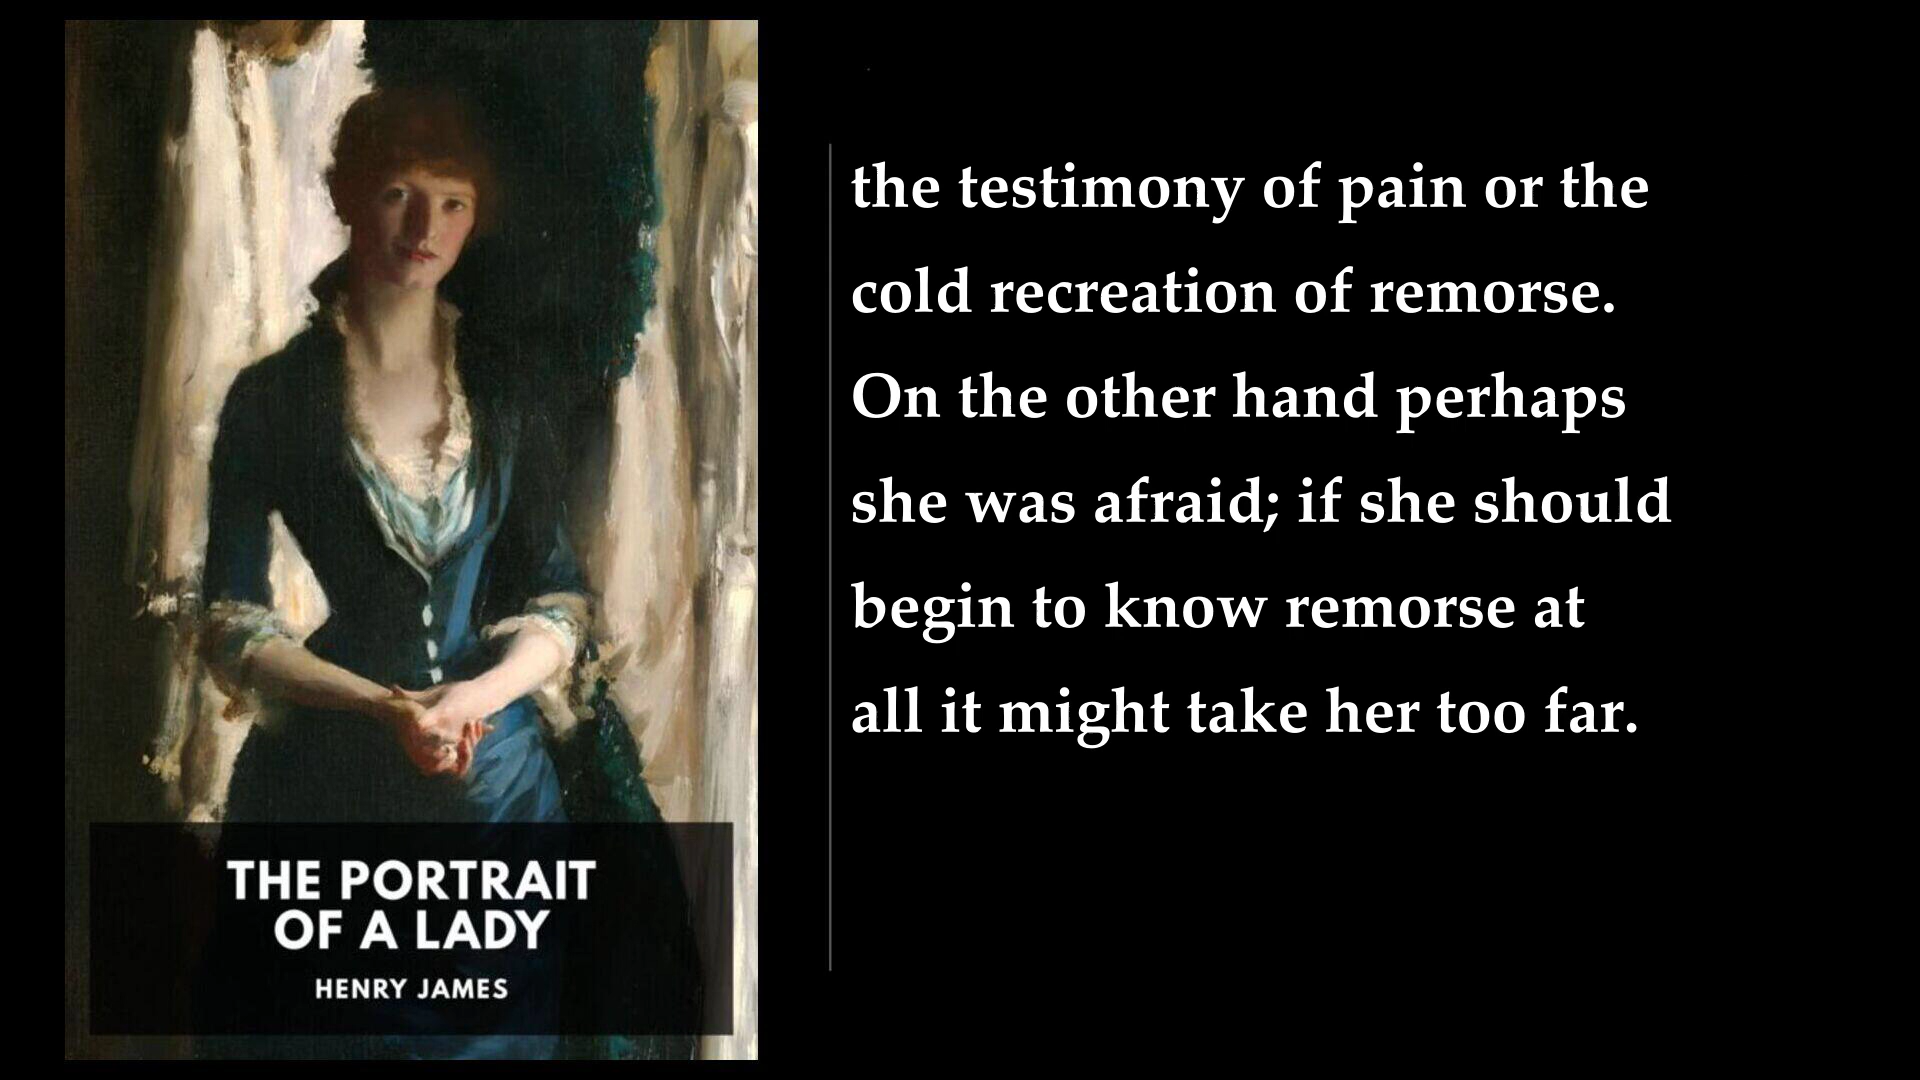 the testimony of pain or the
cold recreation of remorse.
On the other hand perhaps
she was afraid; if she should
begin to know remorse at
all it might take her too far.
THE PORTRAIT
OF A LADY
HENRY JAMES